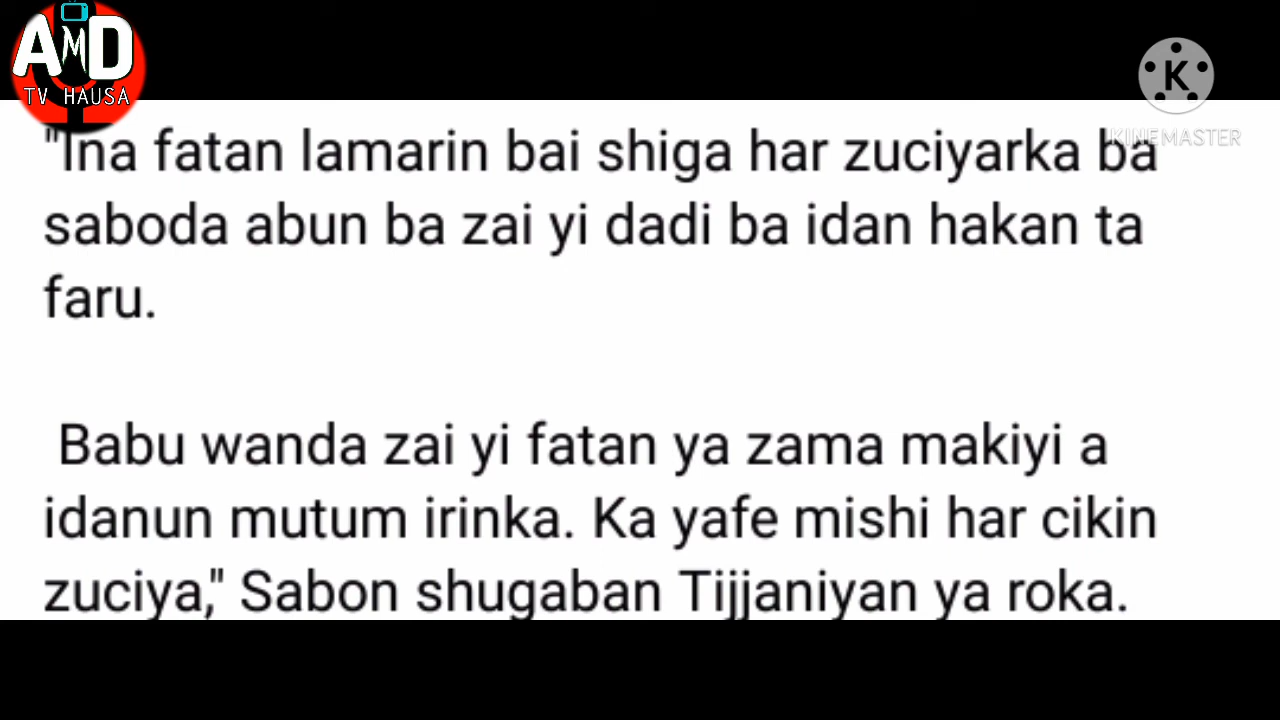 AMD
TV HAUSA
K
KINEMASTER
"Ina fatan lamarin bai shiga har zuciyarka ba
saboda abun ba zai yi dadi ba idan hakan ta
faru.
Babu wanda zai yi fatan ya zama makiyi a
idanun mutum irinka. Ka yafe mishi har cikin
zuciya," Sabon shugaban Tijjaniyan ya roka.